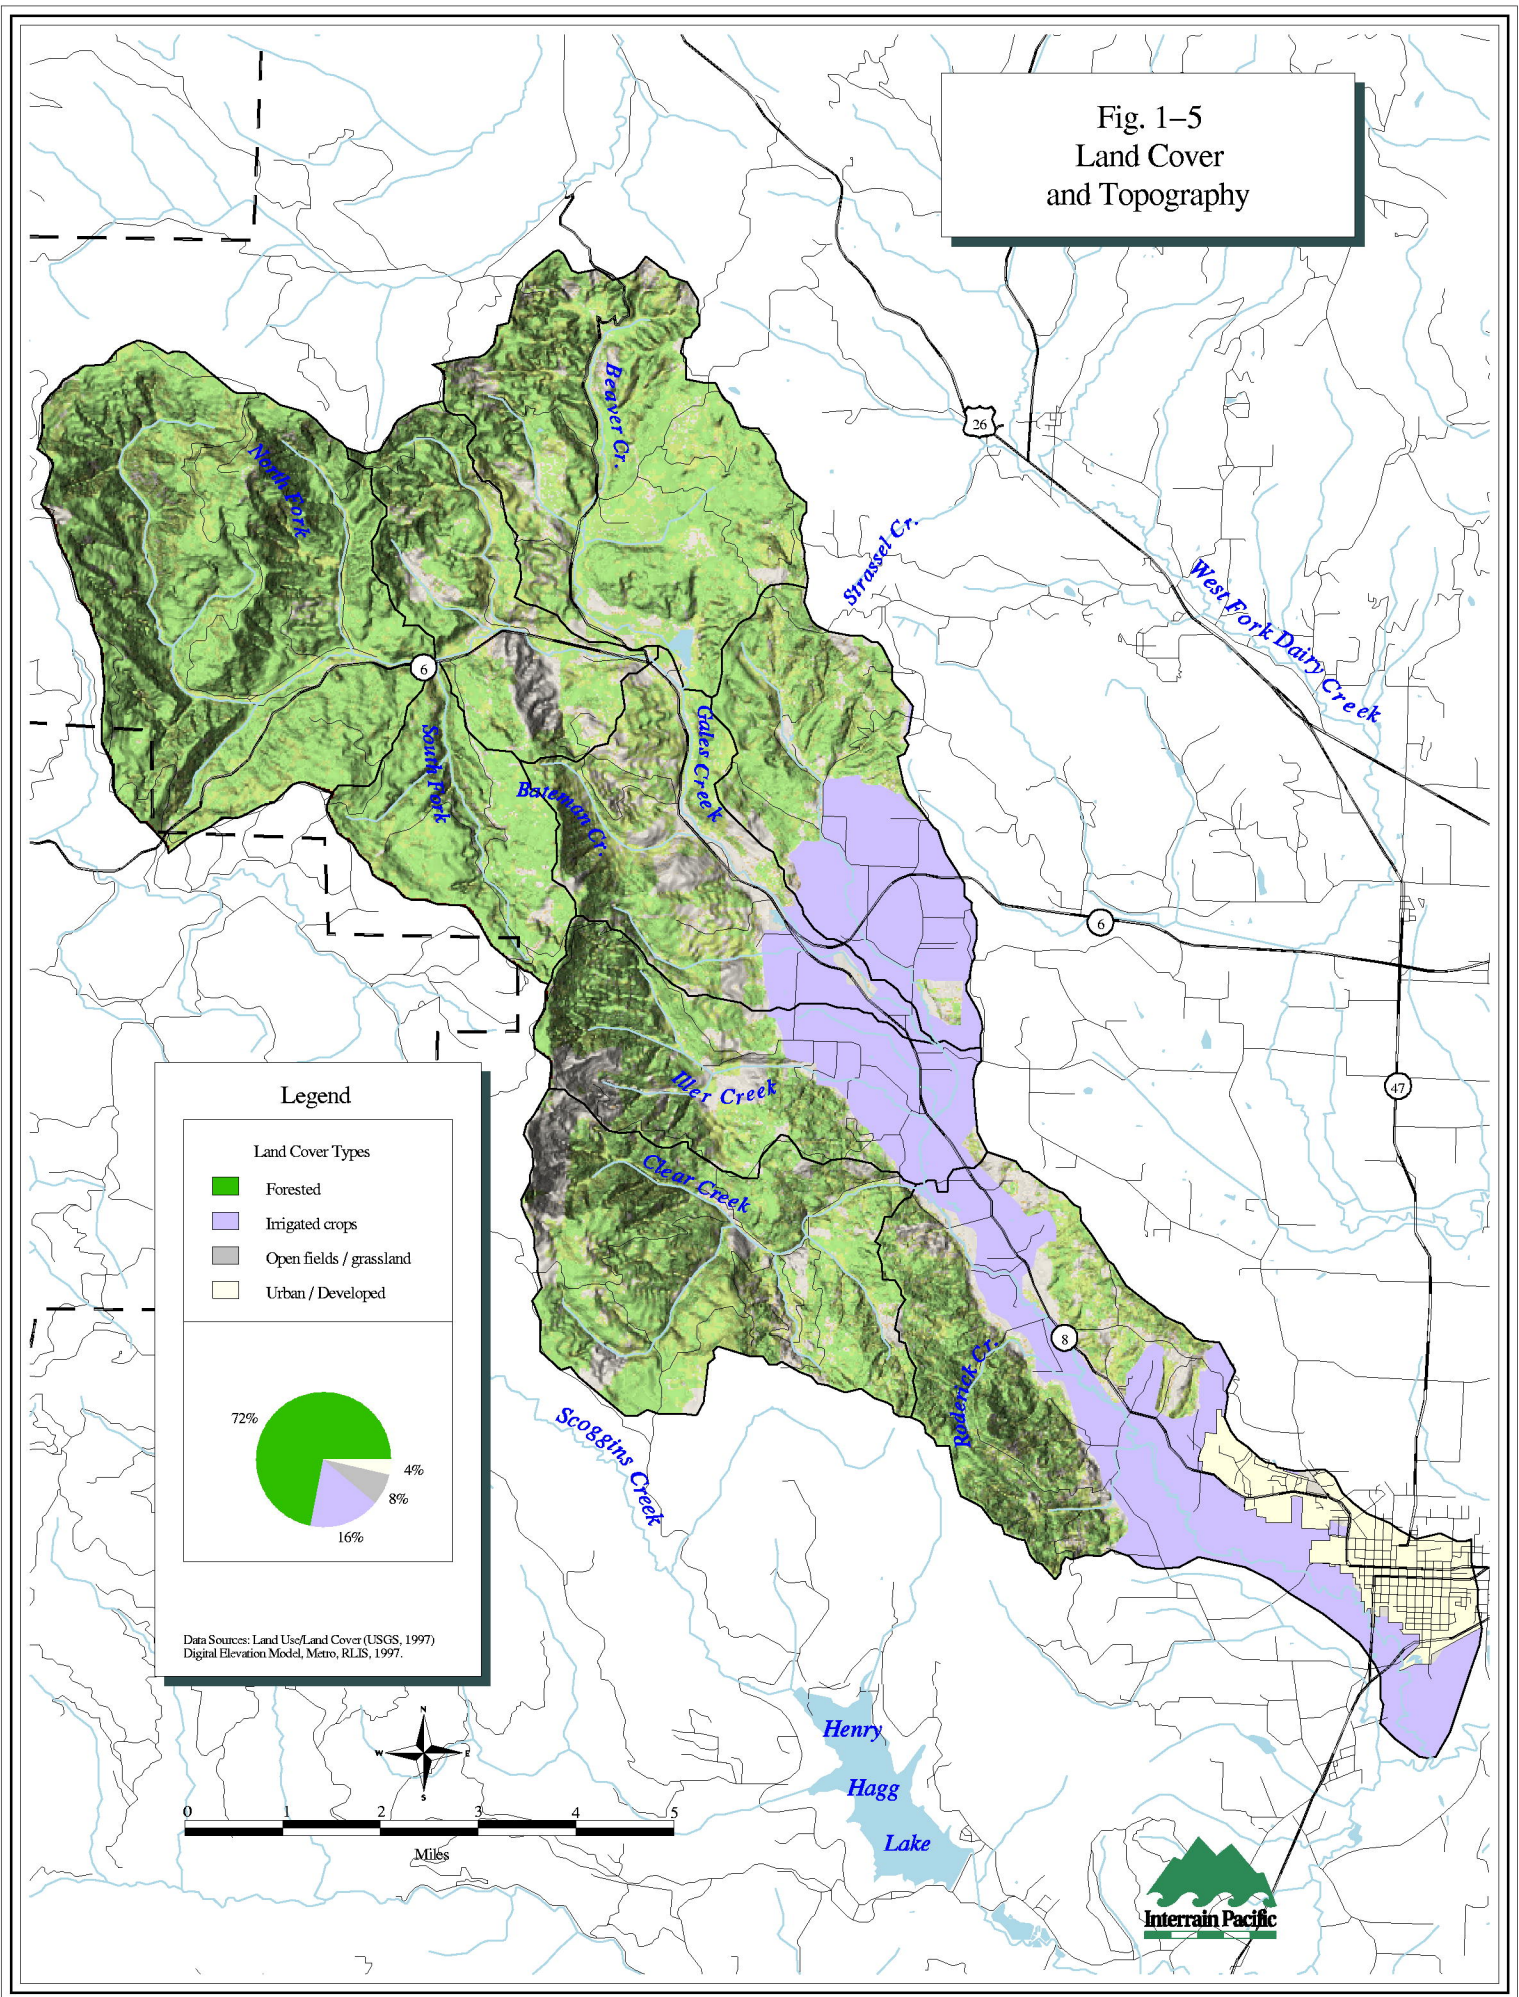 Fig. 1–5
Land Cover
and Topography
Beaver Cr.
26
North Fork
Strassel Cr.
West Fork Dairy Creek
6
South Fork
Gales Creek
Bateman Cr.
6
47
Iller Creek
Clear Creek
8
Roderick Cr.
Scoggins Creek
Legend
Land Cover Types
Forested
Irrigated crops
Open fields / grassland
Urban / Developed
72%
4%
8%
16%
Data Sources: Land Use/Land Cover (USGS, 1997)
Digital Elevation Model, Metro, RLIS, 1997.
N
W E
S
0 1 2 3 4 5
Miles
Henry
Hagg
Lake
Interrain Pacific